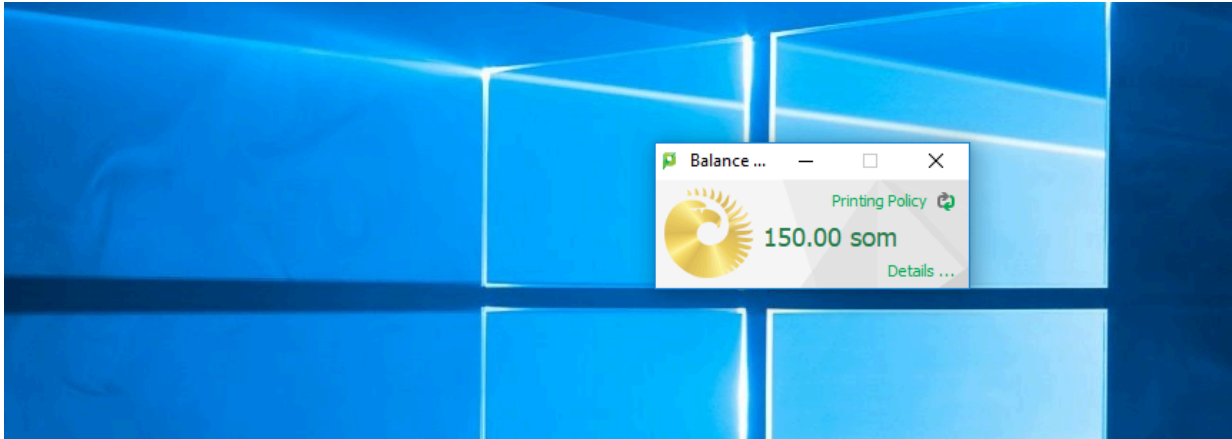 Balance ...
Printing Policy
150.00 som
Details ...